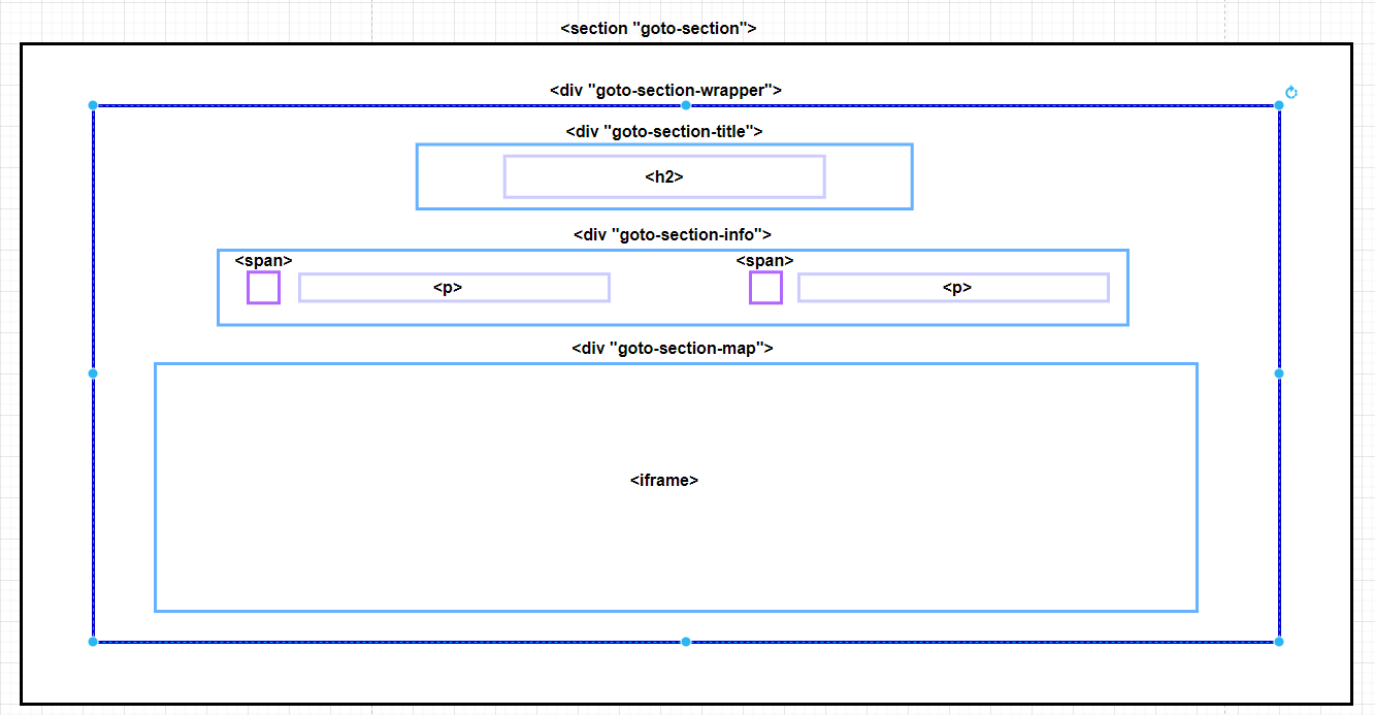 <section "goto-section">
<div "goto-section-wrapper">
<div "goto-section-title">
<h2>
<div "goto-section-info">
<span> <span>
<p> <p>
<div "goto-section-map">
<iframe>